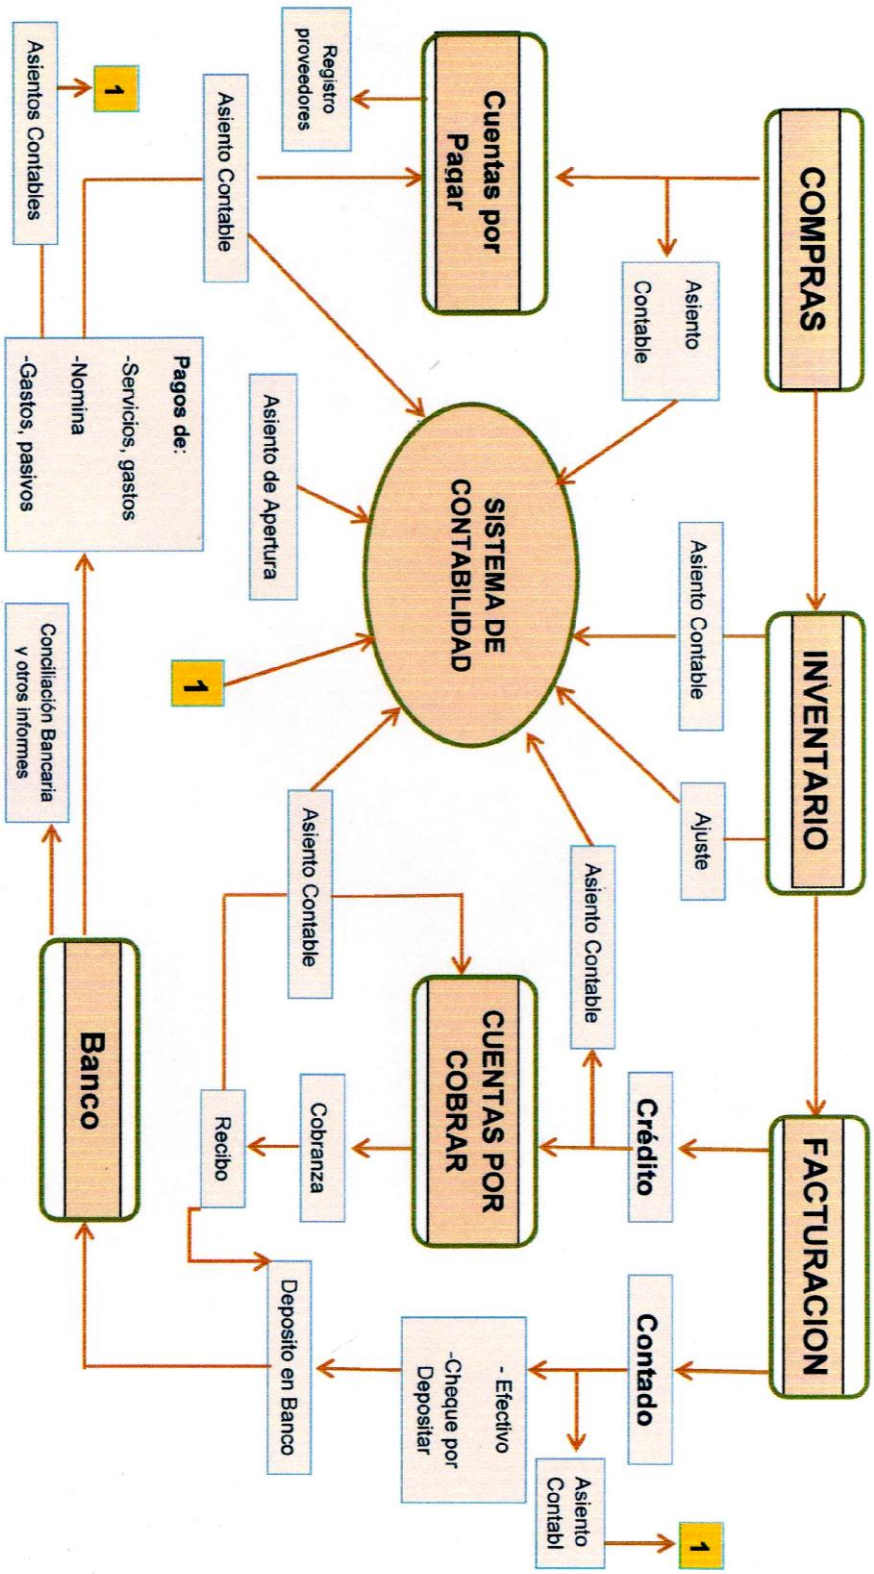 COMPRAS
INVENTARIO
FACTURACION
Asiento
Contable
Asiento Contable
Ajuste
Crédito
Contado
Cuentas por
Pagar
Registro
proveedores
SISTEMA DE
CONTABILIDAD
Asiento Contable
CUENTAS POR
COBRAR
- Efectivo
-Cheque por
Depositar
Asiento
Contabl
1
Asiento Contable
Asiento de Apertura
1
Asiento Contable
Cobranza
Recibo
Deposito en Banco
1
Asientos Contables
Pagos de:
-Servicios, gastos
-Nomina
-Gastos, pasivos
Conciliación Bancaria
y otros informes
Banco